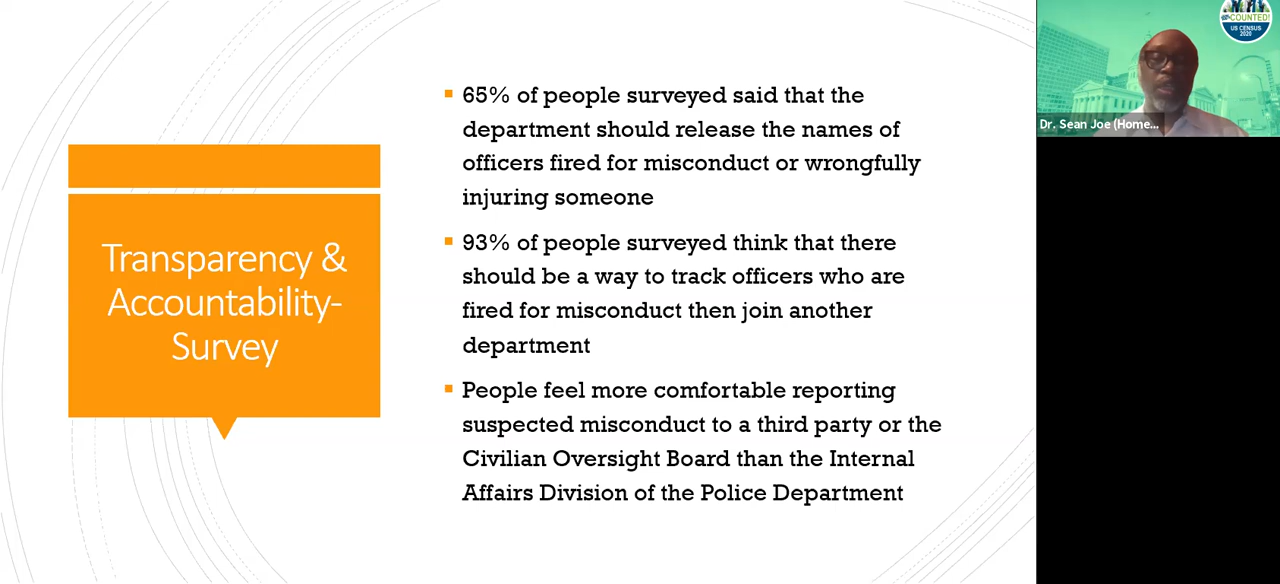 Transparency &
Accountability-
Survey
65% of people surveyed said that the
department should release the names of
officers fired for misconduct or wrongfully
injuring someone
93% of people surveyed think that there
should be a way to track officers who are
fired for misconduct then join another
department
People feel more comfortable reporting
suspected misconduct to a third party or the
Civilian Oversight Board than the Internal
Affairs Division of the Police Department
COUNTED!
US CENSUS
2020
Dr. Sean Joe (Home...